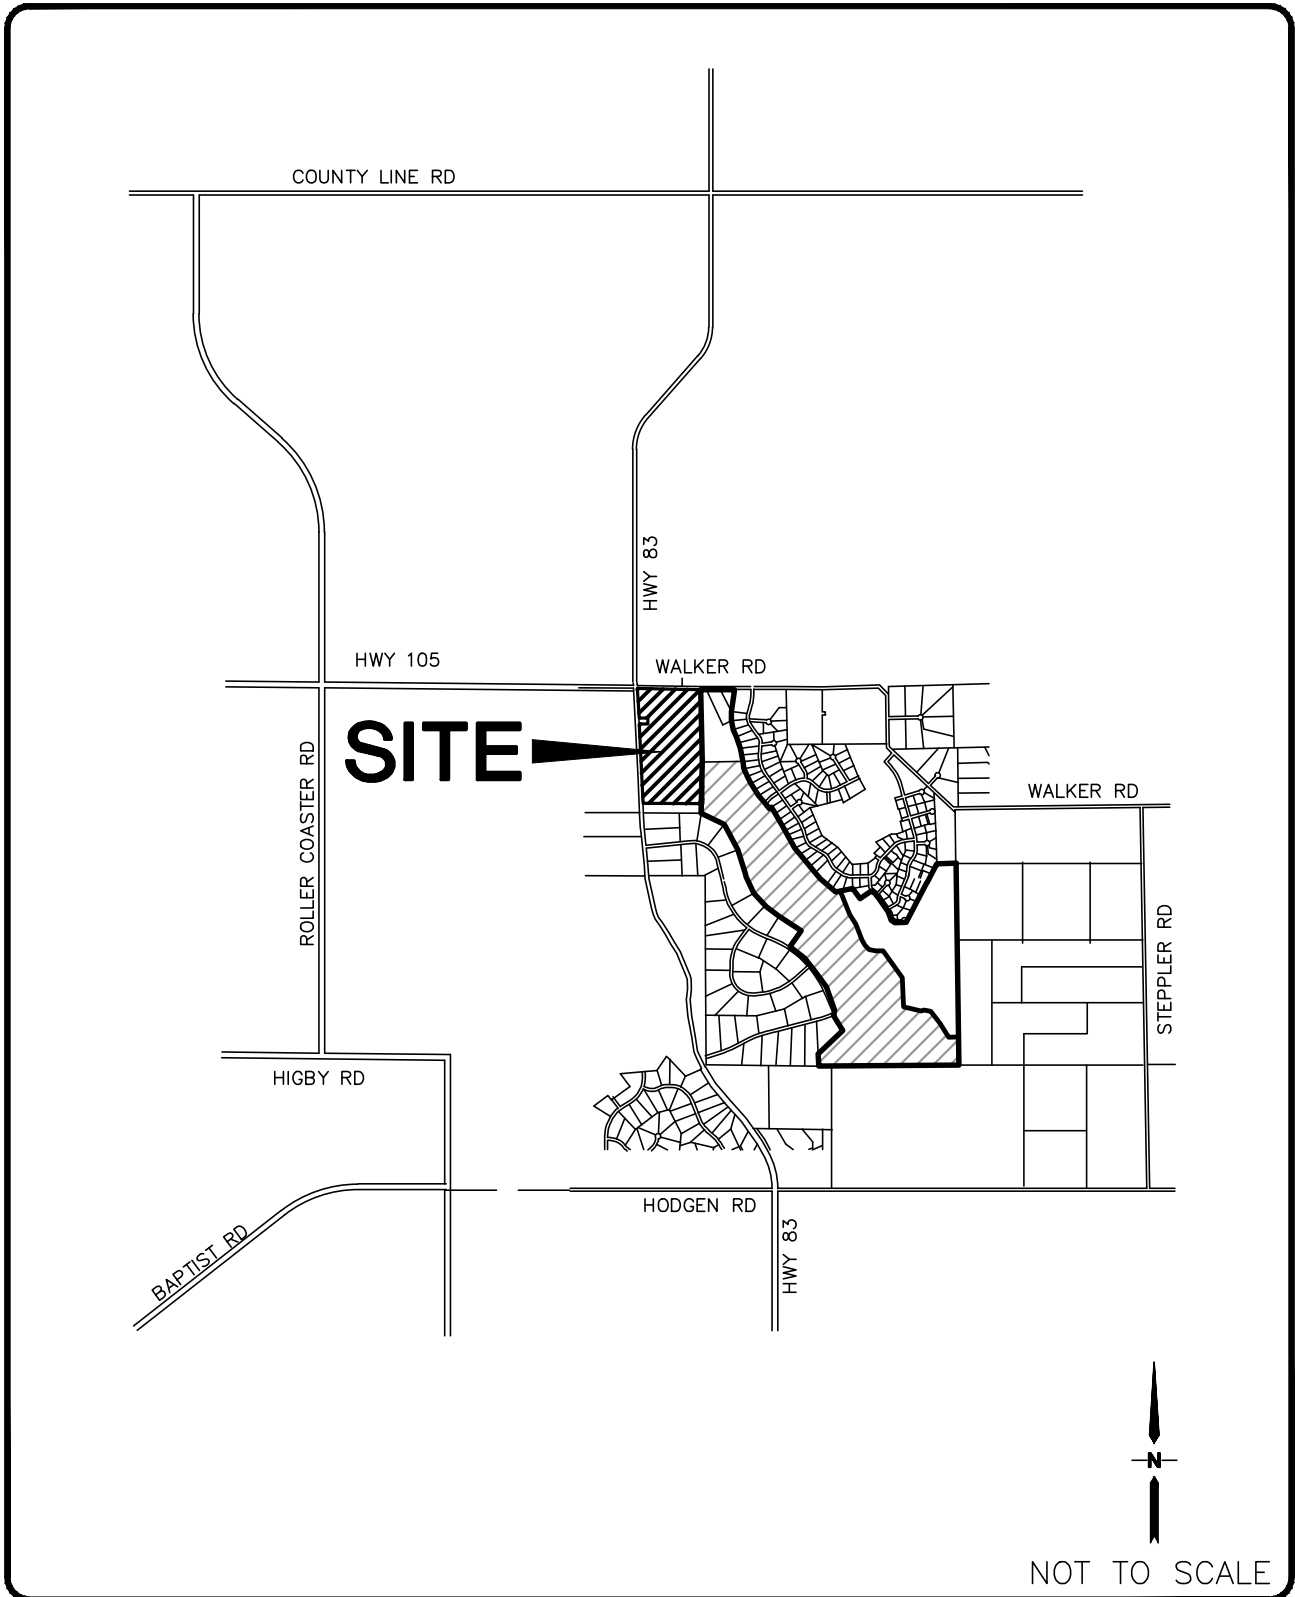 COUNTY LINE RD
HWY 83
HWY 105
WALKER RD
SITE
ROLLER COASTER RD
WALKER RD
STEPPLER RD
HIGBY RD
HODGEN RD
HWY 83
BAPTIST RD
N
NOT TO SCALE